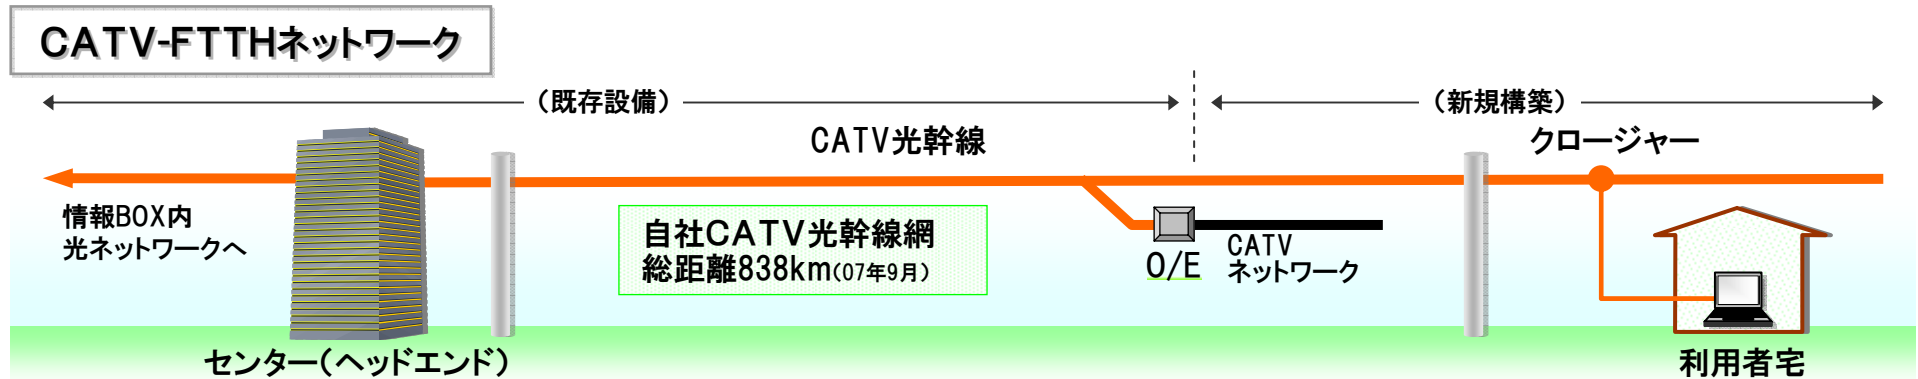 CATV-FTTHネットワーク
（既存設備）
（新規構築）
CATV光幹線
クロージャー
情報BOX内
光ネットワークへ
自社CATV光幹線網
総距離838km(07年9月)
O/E
CATV
ネットワーク
センター(ヘッドエンド)
利用者宅